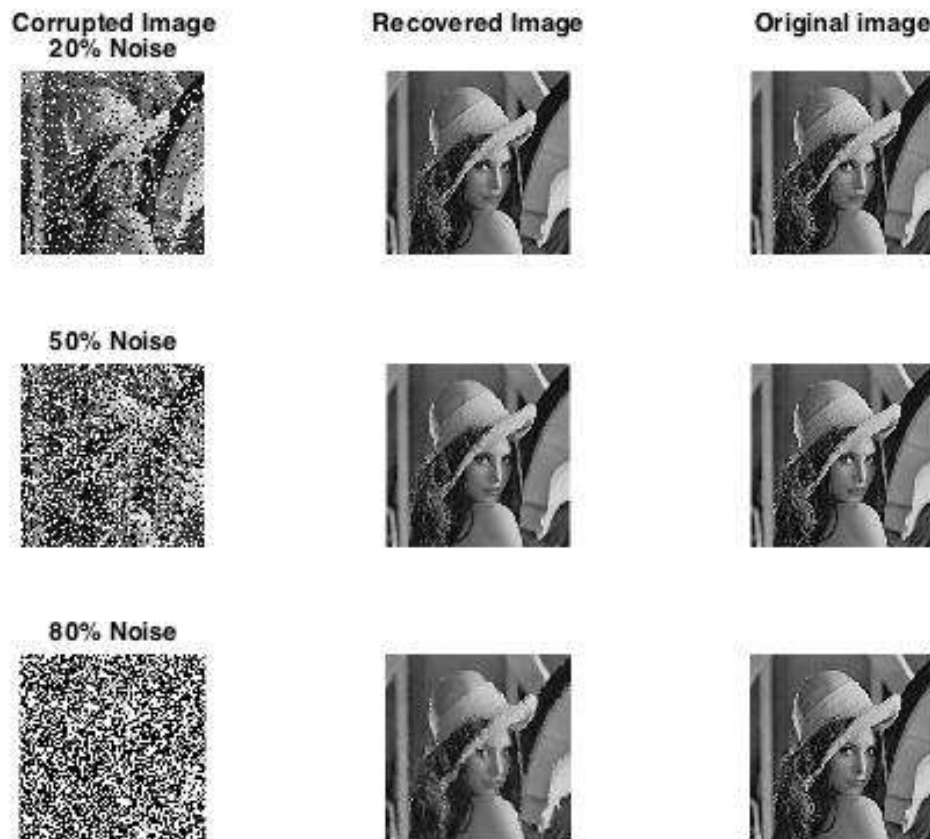 Corrupted Image
20% Noise
Recovered Image
Original image
50% Noise
80% Noise